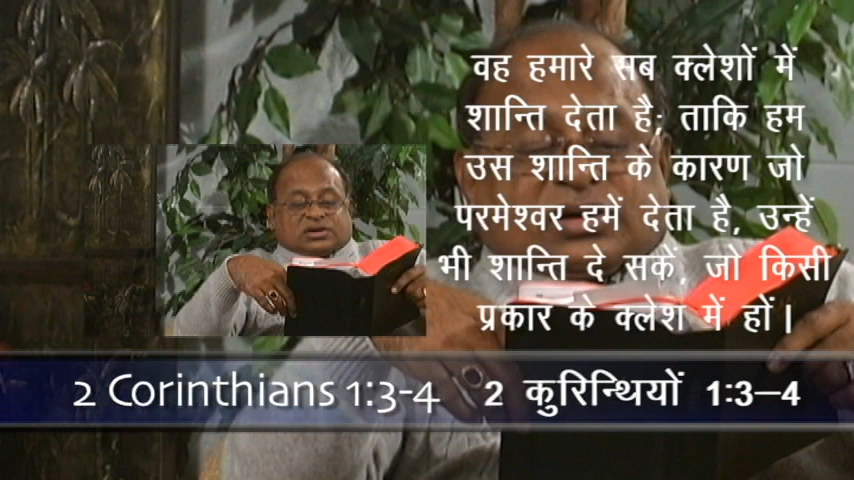 वह हमारे सब क्लेशों में
शान्ति देता है; ताकि हम
उस शान्ति के कारण जो
परमेश्वर हमें देता है, उन्हें
भी शान्ति दे सकें, जो किसी
प्रकार के क्लेश में हों।
2 Corinthians 1:3-4 2 कुरिन्थियों 1:3–4